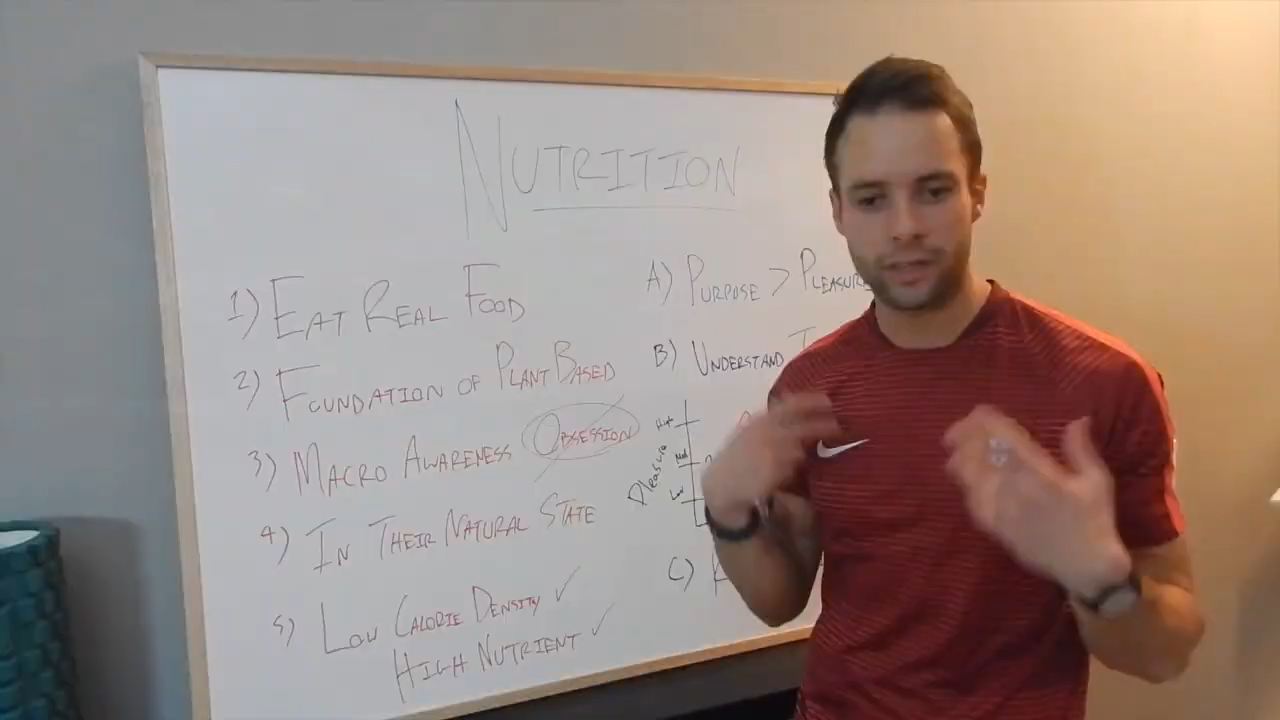 NUTRITION
1) EAT REAL FOOD
2) FOUNDATION OF PLANT BASED
3) MACRO AWARENESS OBSESSION
4) IN THEIR NATURAL STATE
5) LOW CALORIE DENSITY ✓
HIGH NUTRIENT ✓
A) PURPOSE > PLEASURE
B) UNDERSTAND
Pleasure
High
Med
Low
C)